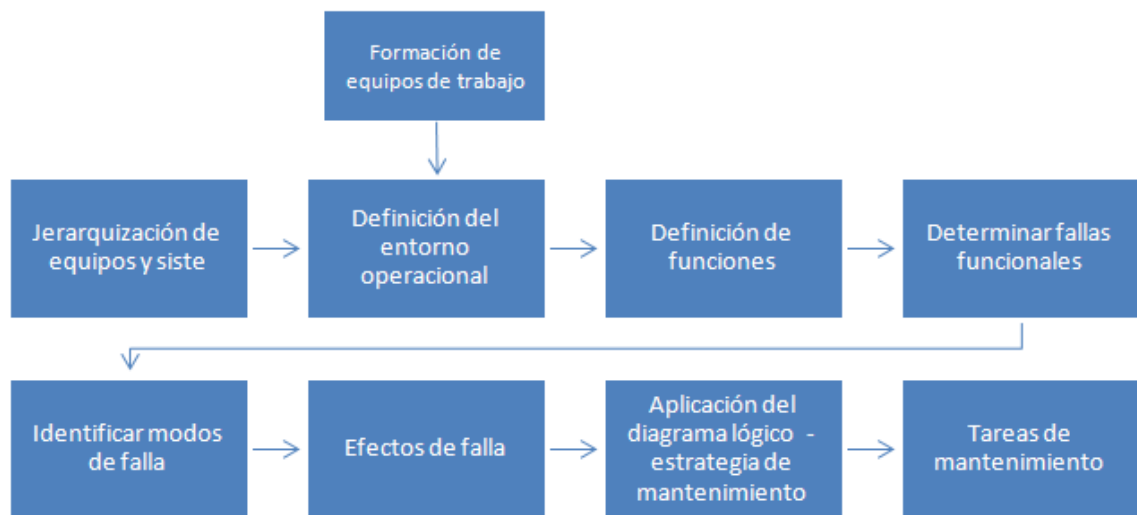 Formación de
equipos de trabajo
Jerarquización de
equipos y siste
Definición del
entorno
operacional
Definición de
funciones
Determinar fallas
funcionales
Identificar modos
de falla
Efectos de falla
Aplicación del
diagrama lógico -
estrategia de
mantenimiento
Tareas de
mantenimiento